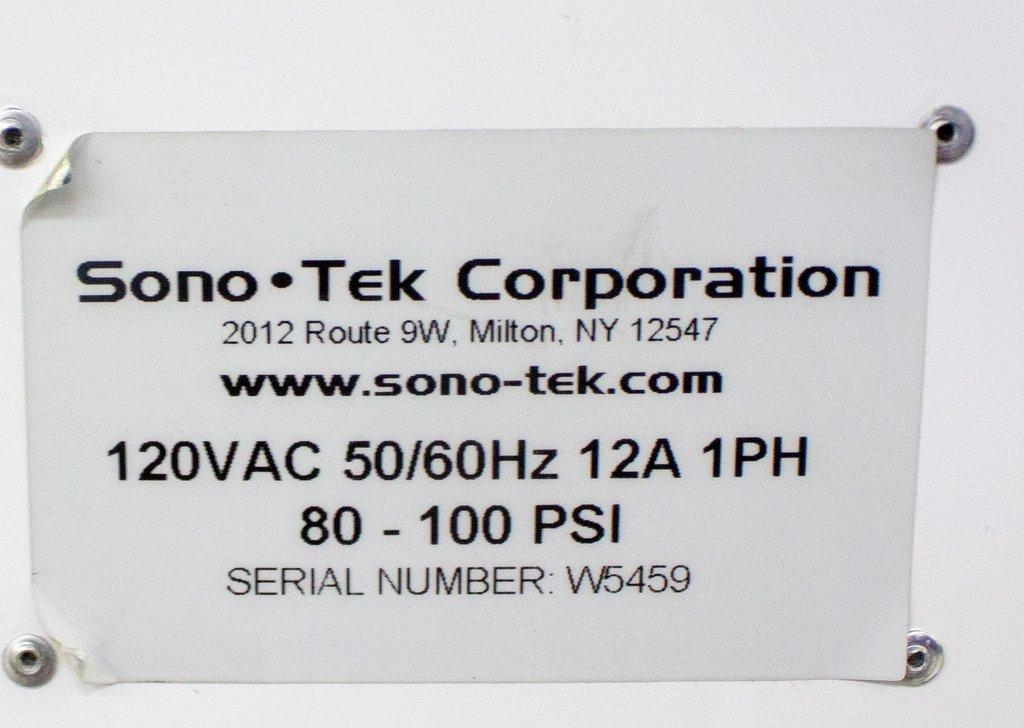 Sono•Tek Corporation
2012 Route 9W, Milton, NY 12547
www.sono-tek.com
120VAC 50/60Hz 12A 1PH
80 - 100 PSI
SERIAL NUMBER: W5459